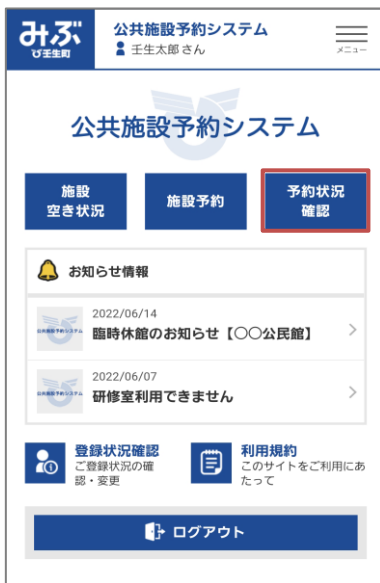 みぶ
び壬生町
公共施設予約システム
壬生太郎 さん
メニュー
公共施設予約システム
施設
空き状況
施設予約
予約状況
確認
お知らせ情報
2022/06/14
臨時休館のお知らせ【〇〇公民館】
2022/06/07
研修室利用できません
登録状況確認
ご登録状況の確
認・変更
利用規約
このサイトをご利用にあ
たって
ログアウト